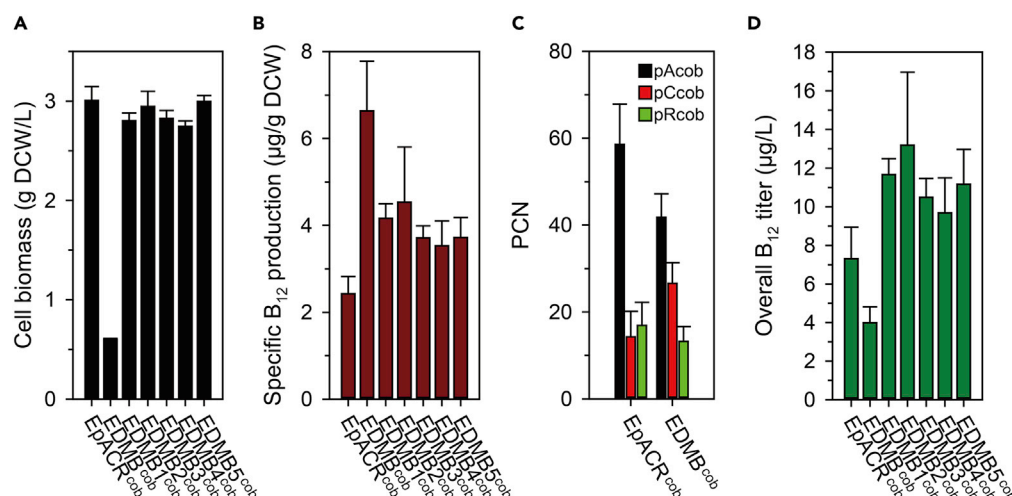 A
Cell biomass (g DCW/L)
3
2
1
0
EpACRcob
EDMBcob
EDMB1cob
EDMB2cob
EDMB3cob
EDMB4cob
EDMB5cob
B
Specific B12 production (µg/g DCW)
8
6
4
2
0
EpACRcob
EDMBcob
EDMB1cob
EDMB2cob
EDMB3cob
EDMB4cob
EDMB5cob
C
PCN
80
60
40
20
0
pAcob
pCcob
pRcob
EpACRcob
EDMBcob
D
Overall B12 titer (µg/L)
18
16
14
12
10
8
6
4
2
0
EpACRcob
EDMBcob
EDMB1cob
EDMB2cob
EDMB3cob
EDMB4cob
EDMB5cob